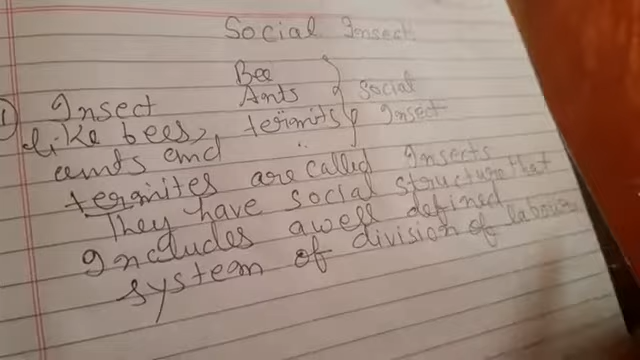 Social Insect
Bee
Ants } social
① Insect
like bees, termits Insect
ants and
termites are called Insects
They have social structure that
Includes a well defined
system of division of labour